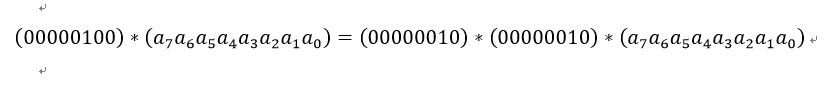 (00000100) ∗ (a₇a₆a₅a₄a₃a₂a₁a₀) = (00000010) ∗ (00000010) ∗ (a₇a₆a₅a₄a₃a₂a₁a₀)